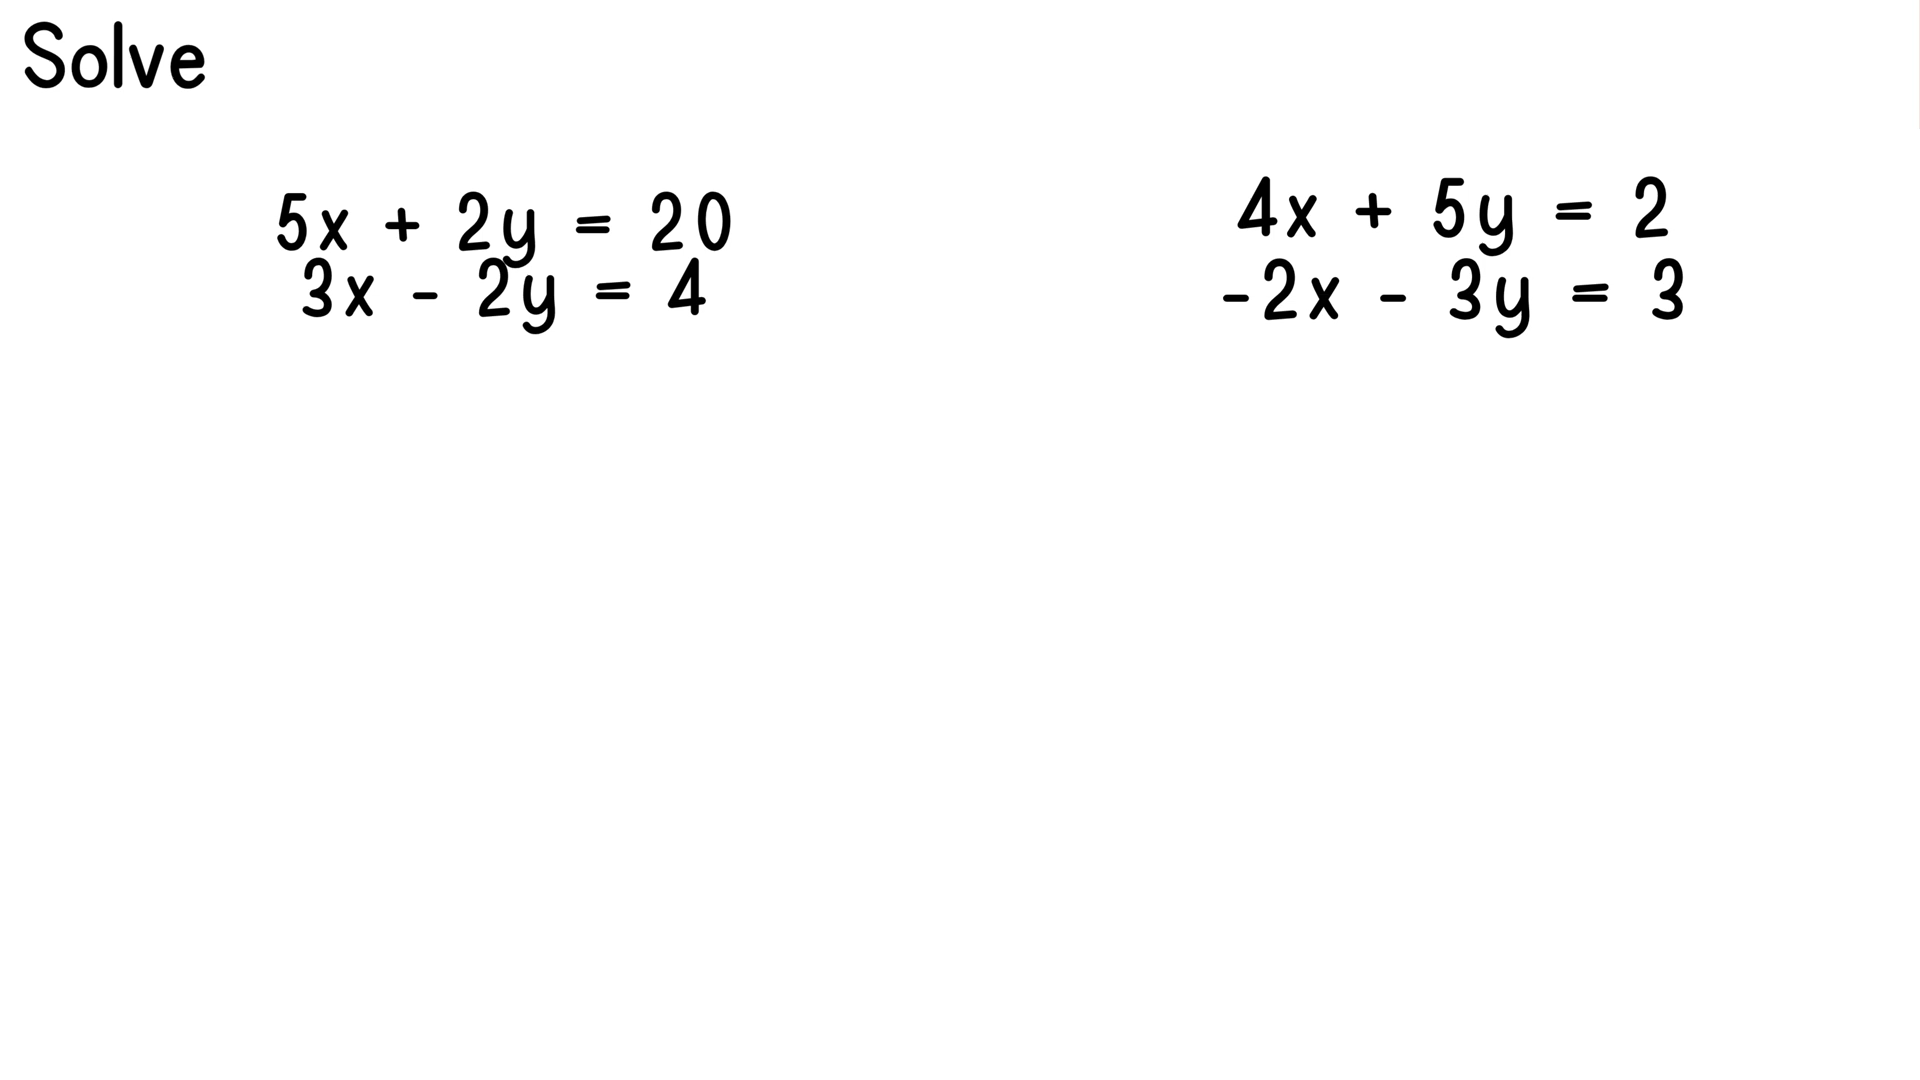 Solve
5x + 2y = 20
3x - 2y = 4
4x + 5y = 2
-2x - 3y = 3